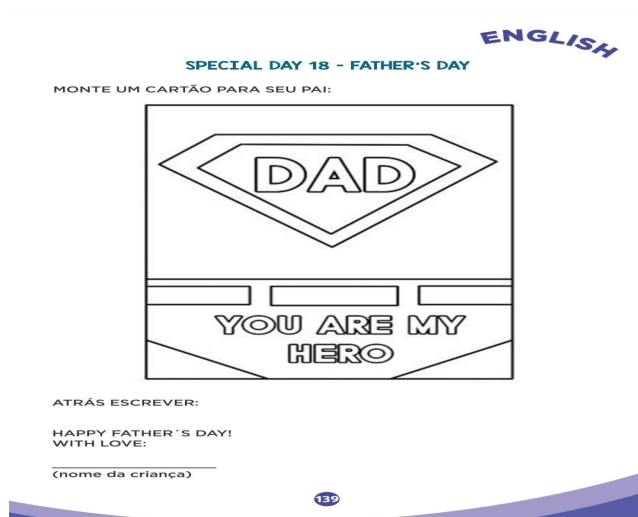 ENGLISH
SPECIAL DAY 18 - FATHER'S DAY
MONTE UM CARTÃO PARA SEU PAI:
DAD
YOU ARE MY
HERO
ATRÁS ESCREVER:
HAPPY FATHER´S DAY!
WITH LOVE:
(nome da criança)
139